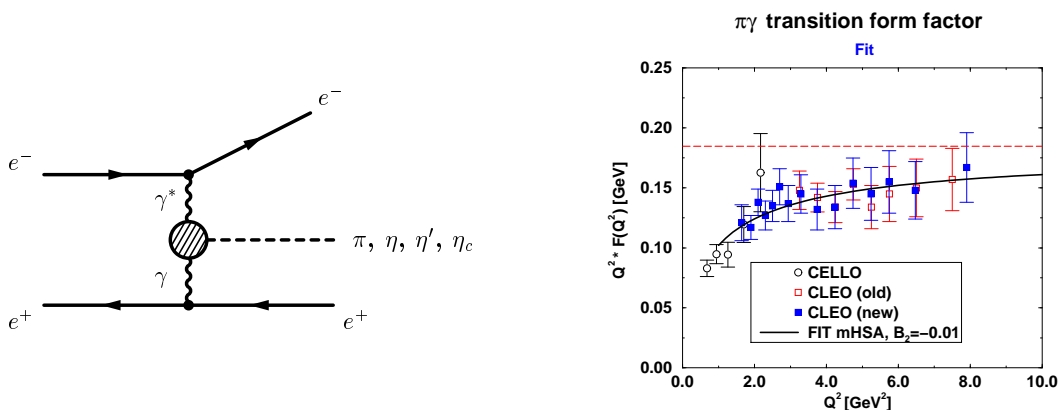 e⁻
e⁻
γ*
π, η, η′, η_c
γ
e⁺
e⁺
πγ transition form factor
Fit
0.25
0.20
0.15
0.10
0.05
0.00
Q² * F(Q²) [GeV]
CELLO
CLEO (old)
CLEO (new)
FIT mHSA, B₂=−0.01
0.0 2.0 4.0 6.0 8.0 10.0
Q² [GeV²]